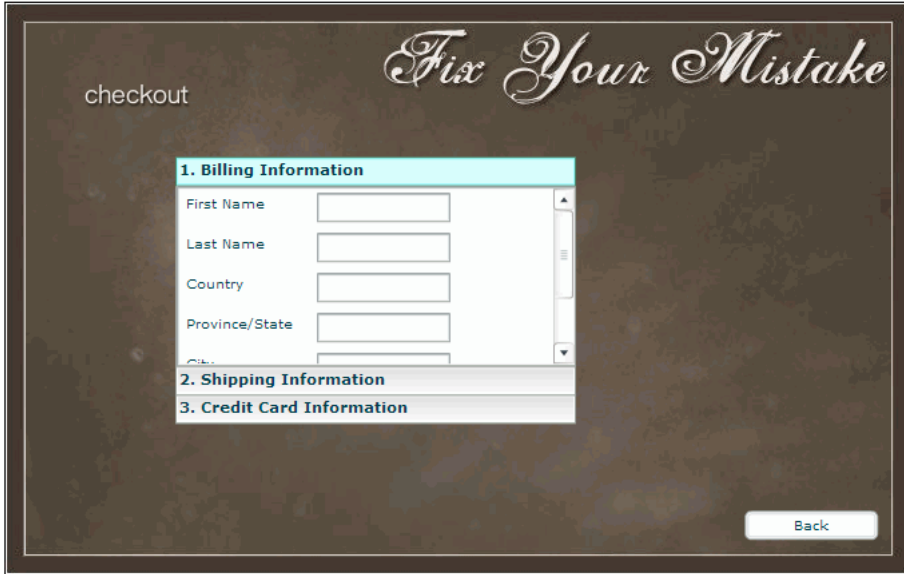 Fix Your Mistake
checkout
1. Billing Information
First Name
Last Name
Country
Province/State
City
2. Shipping Information
3. Credit Card Information
Back